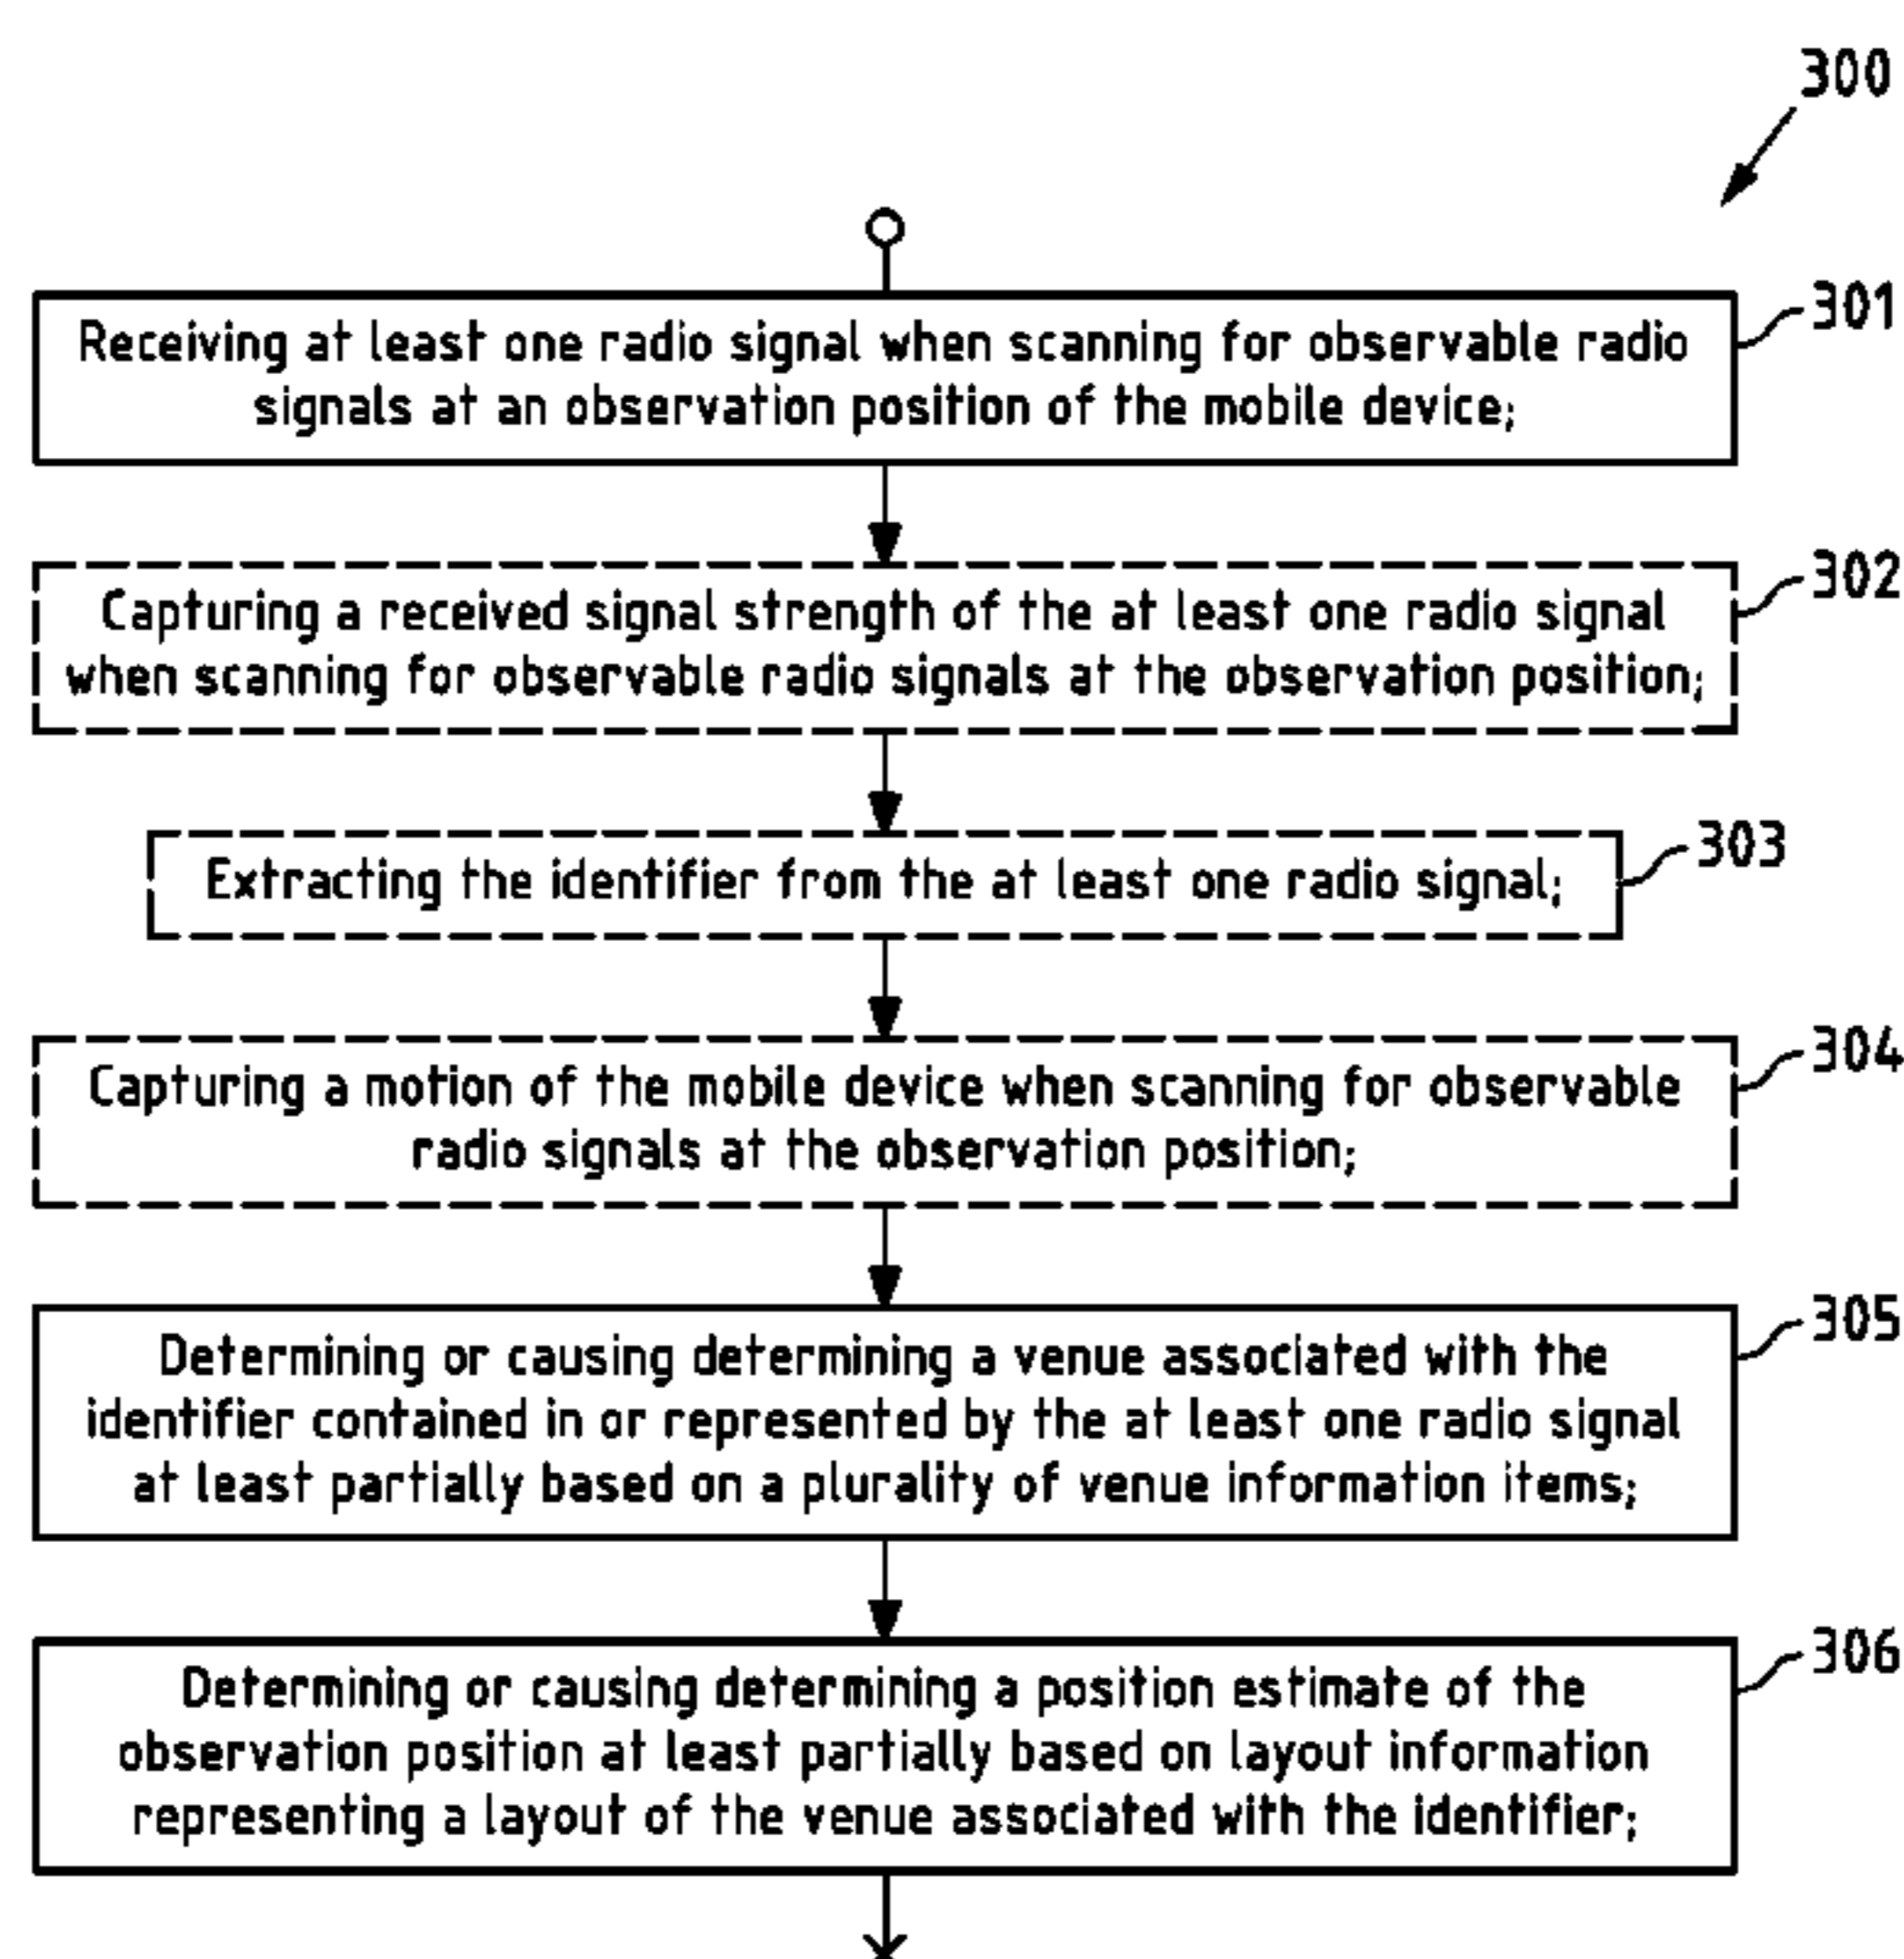 300
301
Receiving at least one radio signal when scanning for observable radio
signals at an observation position of the mobile device;
302
Capturing a received signal strength of the at least one radio signal
when scanning for observable radio signals at the observation position;
303
Extracting the identifier from the at least one radio signal;
304
Capturing a motion of the mobile device when scanning for observable
radio signals at the observation position;
305
Determining or causing determining a venue associated with the
identifier contained in or represented by the at least one radio signal
at least partially based on a plurality of venue information items;
306
Determining or causing determining a position estimate of the
observation position at least partially based on layout information
representing a layout of the venue associated with the identifier;